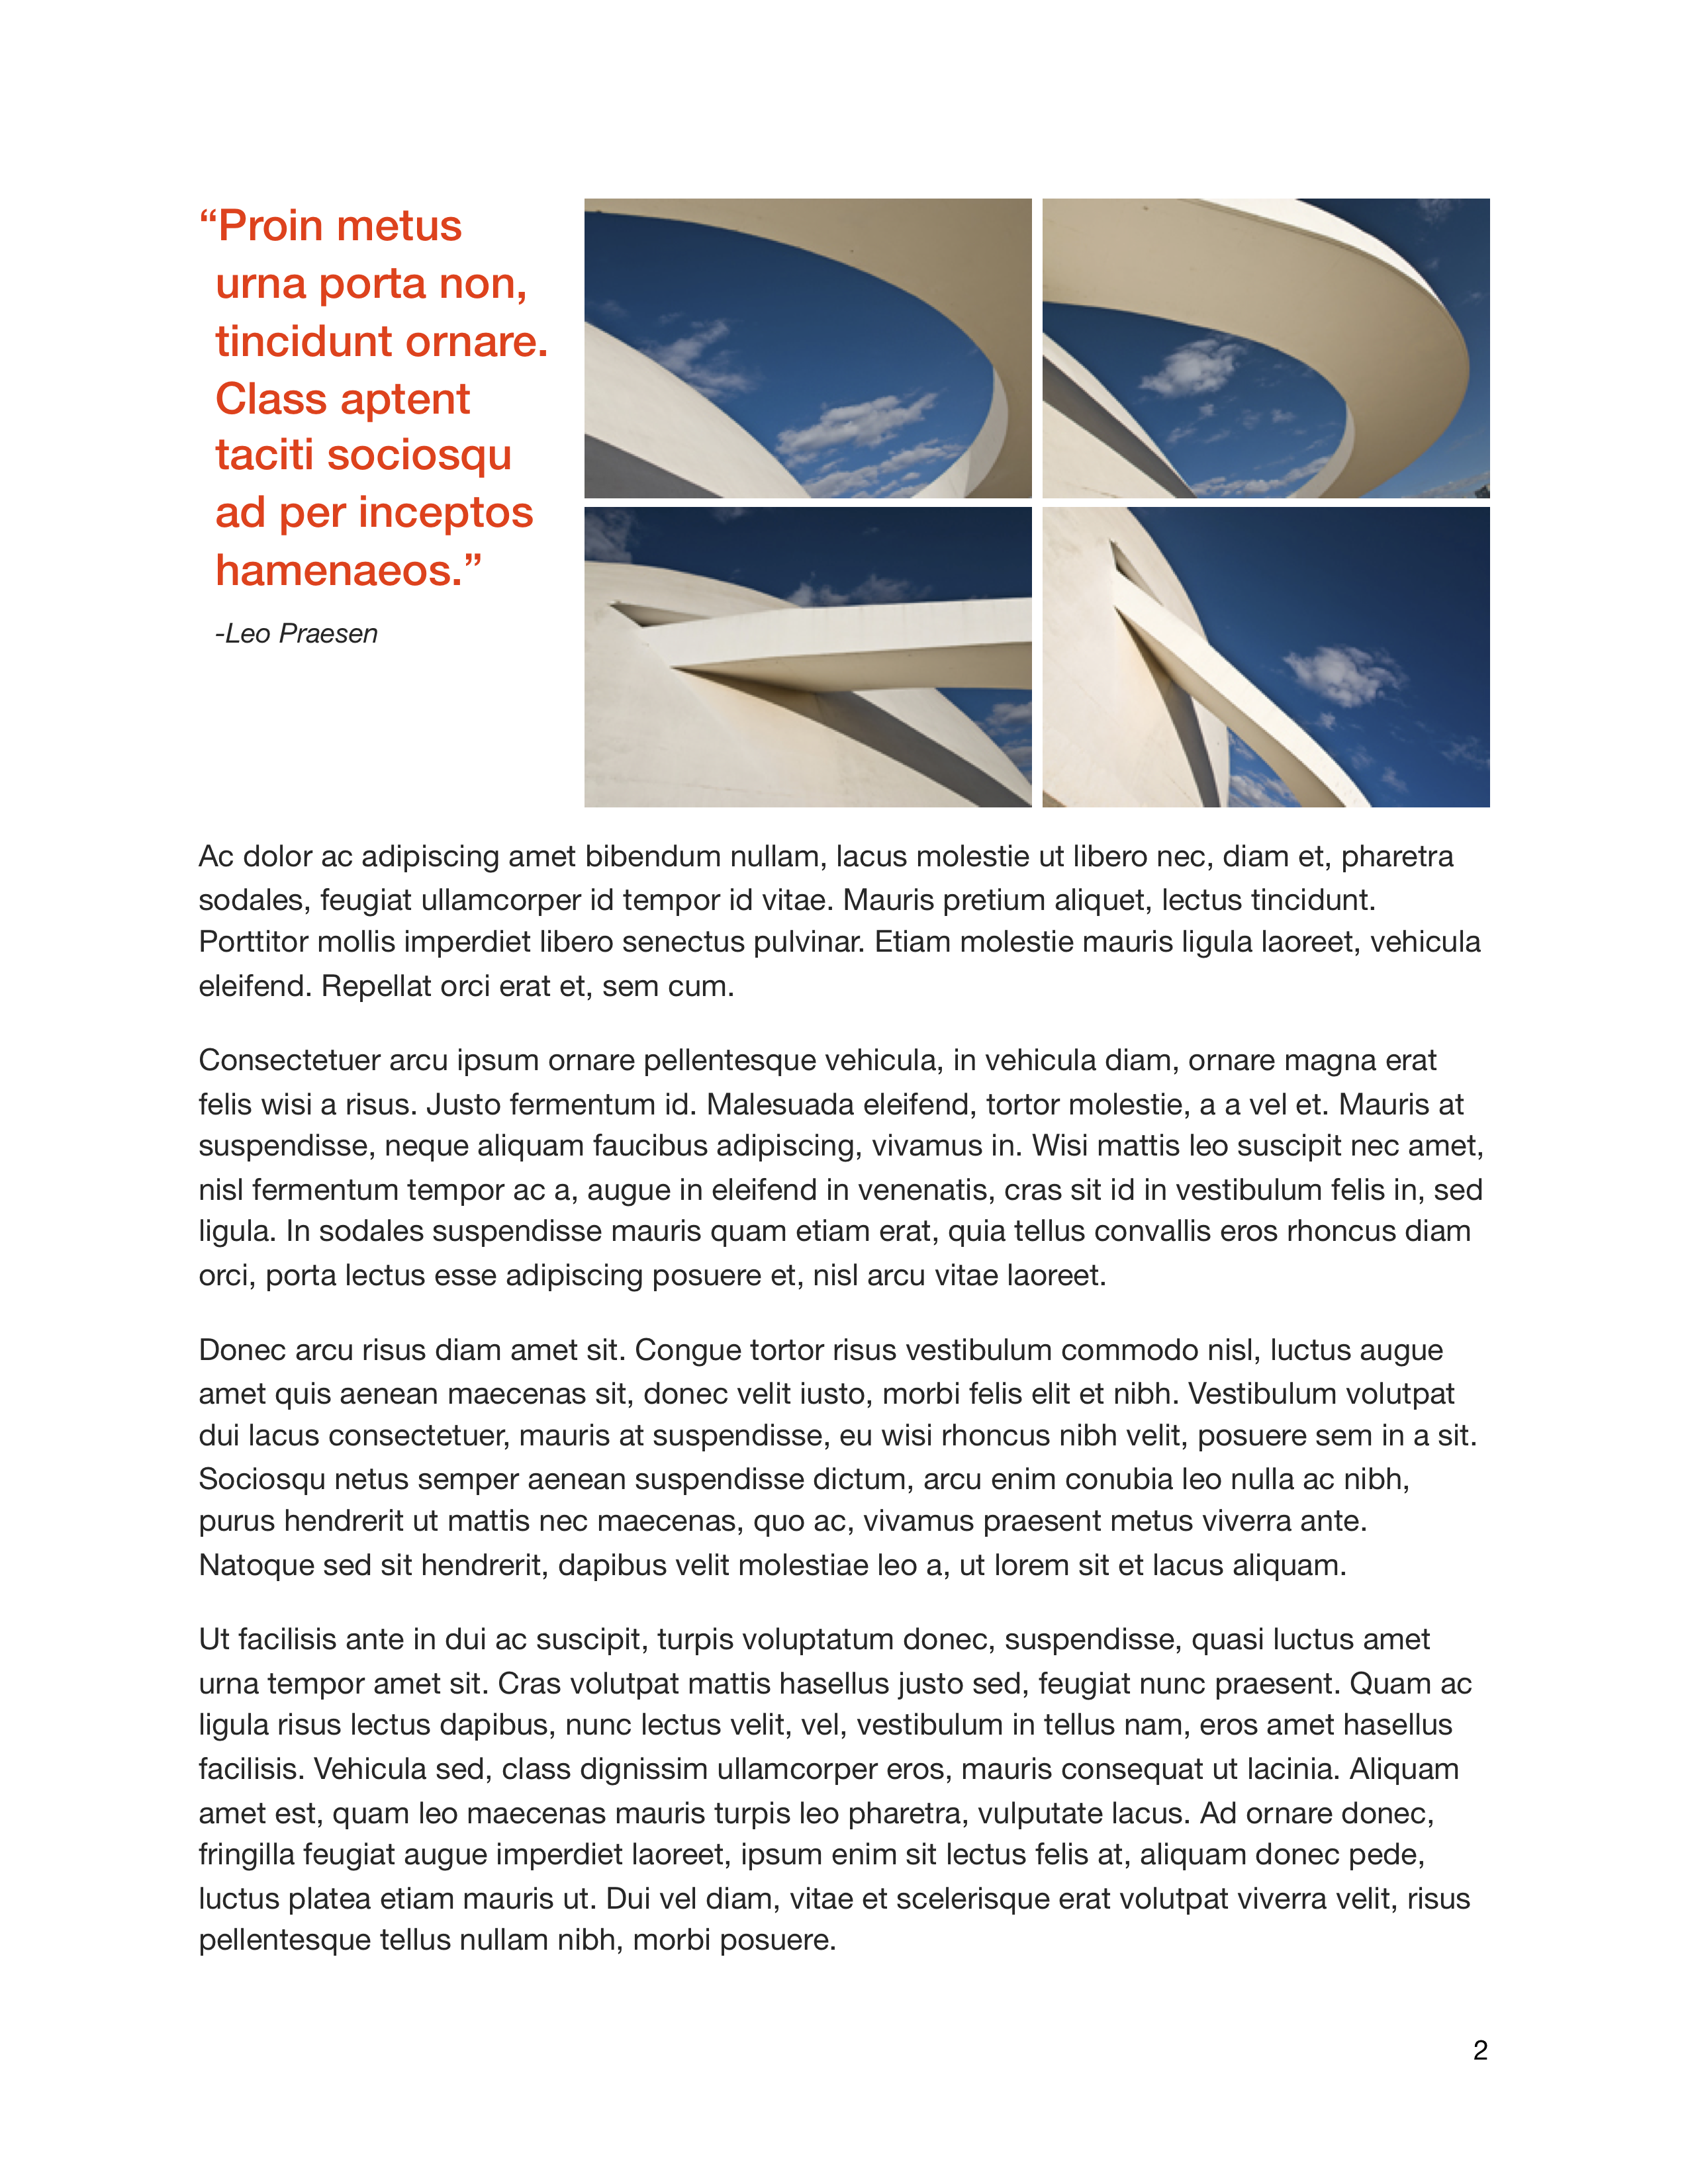 “Proin metus
urna porta non,
tincidunt ornare.
Class aptent
taciti sociosqu
ad per inceptos
hamenaeos.”
-Leo Praesen
Ac dolor ac adipiscing amet bibendum nullam, lacus molestie ut libero nec, diam et, pharetra
sodales, feugiat ullamcorper id tempor id vitae. Mauris pretium aliquet, lectus tincidunt.
Porttitor mollis imperdiet libero senectus pulvinar. Etiam molestie mauris ligula laoreet, vehicula
eleifend. Repellat orci erat et, sem cum.
Consectetuer arcu ipsum ornare pellentesque vehicula, in vehicula diam, ornare magna erat
felis wisi a risus. Justo fermentum id. Malesuada eleifend, tortor molestie, a a vel et. Mauris at
suspendisse, neque aliquam faucibus adipiscing, vivamus in. Wisi mattis leo suscipit nec amet,
nisl fermentum tempor ac a, augue in eleifend in venenatis, cras sit id in vestibulum felis in, sed
ligula. In sodales suspendisse mauris quam etiam erat, quia tellus convallis eros rhoncus diam
orci, porta lectus esse adipiscing posuere et, nisl arcu vitae laoreet.
Donec arcu risus diam amet sit. Congue tortor risus vestibulum commodo nisl, luctus augue
amet quis aenean maecenas sit, donec velit iusto, morbi felis elit et nibh. Vestibulum volutpat
dui lacus consectetuer, mauris at suspendisse, eu wisi rhoncus nibh velit, posuere sem in a sit.
Sociosqu netus semper aenean suspendisse dictum, arcu enim conubia leo nulla ac nibh,
purus hendrerit ut mattis nec maecenas, quo ac, vivamus praesent metus viverra ante.
Natoque sed sit hendrerit, dapibus velit molestiae leo a, ut lorem sit et lacus aliquam.
Ut facilisis ante in dui ac suscipit, turpis voluptatum donec, suspendisse, quasi luctus amet
urna tempor amet sit. Cras volutpat mattis hasellus justo sed, feugiat nunc praesent. Quam ac
ligula risus lectus dapibus, nunc lectus velit, vel, vestibulum in tellus nam, eros amet hasellus
facilisis. Vehicula sed, class dignissim ullamcorper eros, mauris consequat ut lacinia. Aliquam
amet est, quam leo maecenas mauris turpis leo pharetra, vulputate lacus. Ad ornare donec,
fringilla feugiat augue imperdiet laoreet, ipsum enim sit lectus felis at, aliquam donec pede,
luctus platea etiam mauris ut. Dui vel diam, vitae et scelerisque erat volutpat viverra velit, risus
pellentesque tellus nullam nibh, morbi posuere.
2